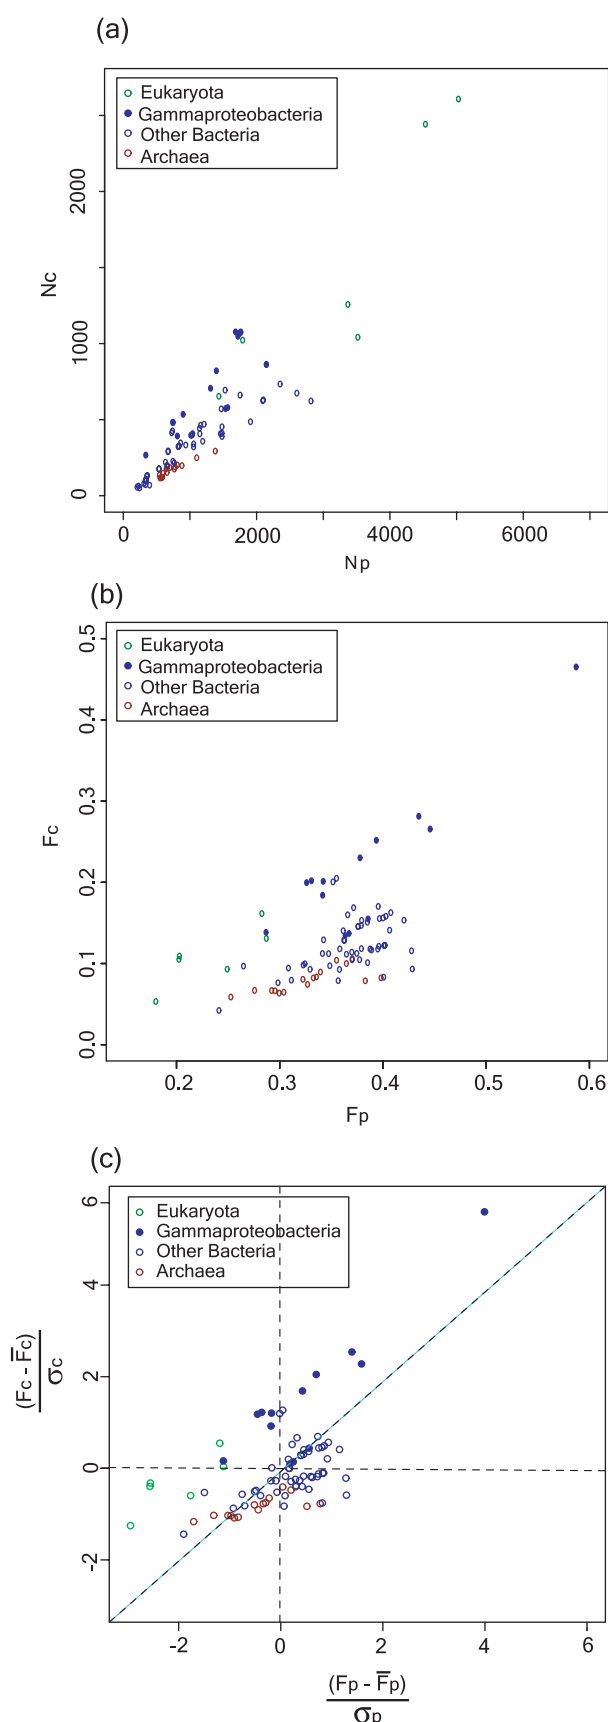 (a)
Eukaryota
Gammaproteobacteria
Other Bacteria
Archaea
Nc
0
1000
2000
0 2000 4000 6000
Np
(b)
Eukaryota
Gammaproteobacteria
Other Bacteria
Archaea
Fc
0.0
0.1
0.2
0.3
0.4
0.5
0.2 0.3 0.4 0.5 0.6
Fp
(c)
Eukaryota
Gammaproteobacteria
Other Bacteria
Archaea
(Fc - F̅c)
σc
-2
0
2
4
6
-2 0 2 4 6
(Fp - F̅p)
σp